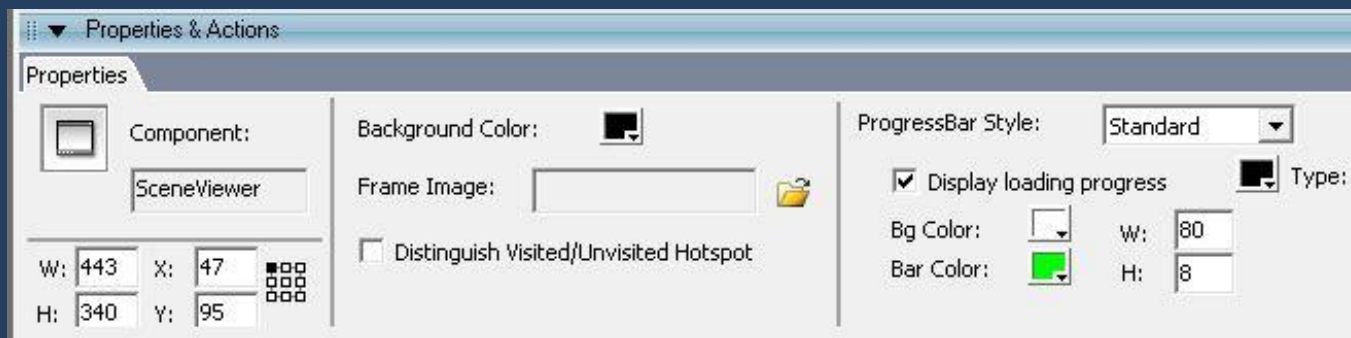 Properties & Actions
Properties
Component:
SceneViewer
W: 443 X: 47
H: 340 Y: 95
Background Color:
Frame Image:
Distinguish Visited/Unvisited Hotspot
ProgressBar Style: Standard
Display loading progress Type:
Bg Color: W: 80
Bar Color: H: 8